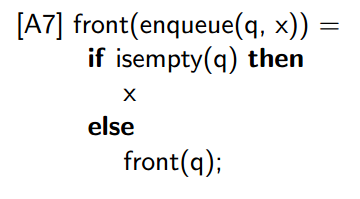 [A7] front(enqueue(q, x)) =
if isempty(q) then
x
else
front(q);